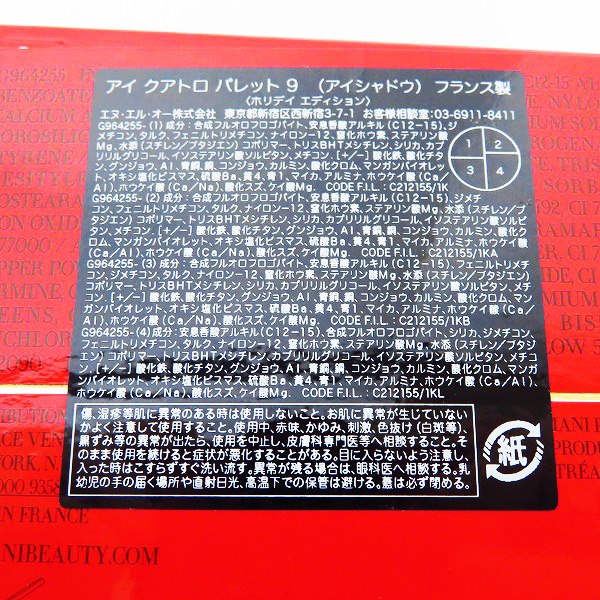 アイ クアトロ パレット 9 (アイシャドウ) フランス製
〈ホリデイ エディション〉
エヌ・エル・オー株式会社 東京都新宿区西新宿3-7-1 お客様相談室:03-6911-8411
G964255- (1) 成分: 合成フルオロフロゴパイト、安息香酸アルキル (C12-15)、ジ
メチコン、タルク、フェニルトリメチコン、ナイロン-12、窒化ホウ素、ステアリン酸
Mg、水添 (スチレン/ブタジエン) コポリマー、トリスBHTメシチレン、シリカ、カプ
リリルグリコール、イソステアリン酸ソルビタン、メチコン、[+/-] 酸化鉄、酸化チタ
ン、グンジョウ、Al、青銅、銅、コンジョウ、カルミン、酸化クロム、マンガンバイオレッ
ト、オキシ塩化ビスマス、硫酸Ba、黄4、青1、マイカ、アルミナ、ホウケイ酸 (Ca/
Al)、ホウケイ酸 (Ca/Na)、酸化スズ、ケイ酸Mg、 CODE F.I.L. : C212155/1K
1 2
3 4
G964255- (2) 成分: 合成フルオロフロゴパイト、安息香酸アルキル (C12-15)、ジメチ
コン、フェニルトリメチコン、タルク、ナイロン-12、窒化ホウ素、ステアリン酸Mg、水添 (スチレン/ブ
タジエン) コポリマー、トリスBHTメシチレン、シリカ、カプリリルグリコール、イソステアリン酸ソルビ
タン、メチコン、[+/-] 酸化鉄、酸化チタン、グンジョウ、Al、青銅、銅、コンジョウ、カルミン、酸化ク
ロム、マンガンバイオレット、オキシ塩化ビスマス、硫酸Ba、黄4、青1、マイカ、アルミナ、ホウケイ酸
(Ca/Al)、ホウケイ酸 (Ca/Na)、酸化スズ、ケイ酸Mg、 CODE F.I.L. : C212155/1KA
G964255- (3) 成分: 合成フルオロフロゴパイト、安息香酸アルキル (C12-15)、フェニルトリメチ
コン、ジメチコン、タルク、ナイロン-12、窒化ホウ素、ステアリン酸Mg、水添 (スチレン/ブタジエン)
コポリマー、トリスBHTメシチレン、シリカ、カプリリルグリコール、イソステアリン酸ソルビタン、メチ
コン、[+/-] 酸化鉄、酸化チタン、グンジョウ、Al、青銅、銅、コンジョウ、カルミン、酸化クロム、マンガン
バイオレット、オキシ塩化ビスマス、硫酸Ba、黄4、青1、マイカ、アルミナ、ホウケイ酸 (Ca/
Al)、ホウケイ酸 (Ca/Na)、酸化スズ、ケイ酸Mg、 CODE F.I.L. : C212155/1KB
G964255- (4) 成分: 安息香酸アルキル (C12-15)、合成フルオロフロゴパイト、シリカ、ジメチコ
ン、フェニルトリメチコン、タルク、ナイロン-12、窒化ホウ素、ステアリン酸Mg、水添 (スチレン/ブタジ
エン) コポリマー、トリスBHTメシチレン、カプリリルグリコール、イソステアリン酸ソルビタン、メチコ
ン、[+/-] 酸化鉄、酸化チタン、グンジョウ、Al、青銅、銅、コンジョウ、カルミン、酸化クロム、マンガン
バイオレット、オキシ塩化ビスマス、硫酸Ba、黄4、青1、マイカ、アルミナ、ホウケイ酸 (Ca/Al)、
ホウケイ酸 (Ca/Na)、酸化スズ、ケイ酸Mg、 CODE F.I.L. : C212155/1KL
傷、湿疹等肌に異常のある時は使用しないこと。お肌に異常が生じていない
かよく注意して使用すること。使用中、赤味、かゆみ、刺激、色抜け (白斑等)、
黒ずみ等の異常が出たら、使用を中止し、皮膚科専門医等へ相談すること。そ
のまま使用を続けると症状が悪化することがある。目に入らないように注意し、
入った時はこすらずすぐ洗い流す。異常が残る場合は、眼科医へ相談する。乳
幼児の手の届く場所や直射日光、高温下での保管は避ける。蓋は必ず閉める。
紙
G964255-
77000
2090
IN FRANCE
ANIBEAUTY.COM